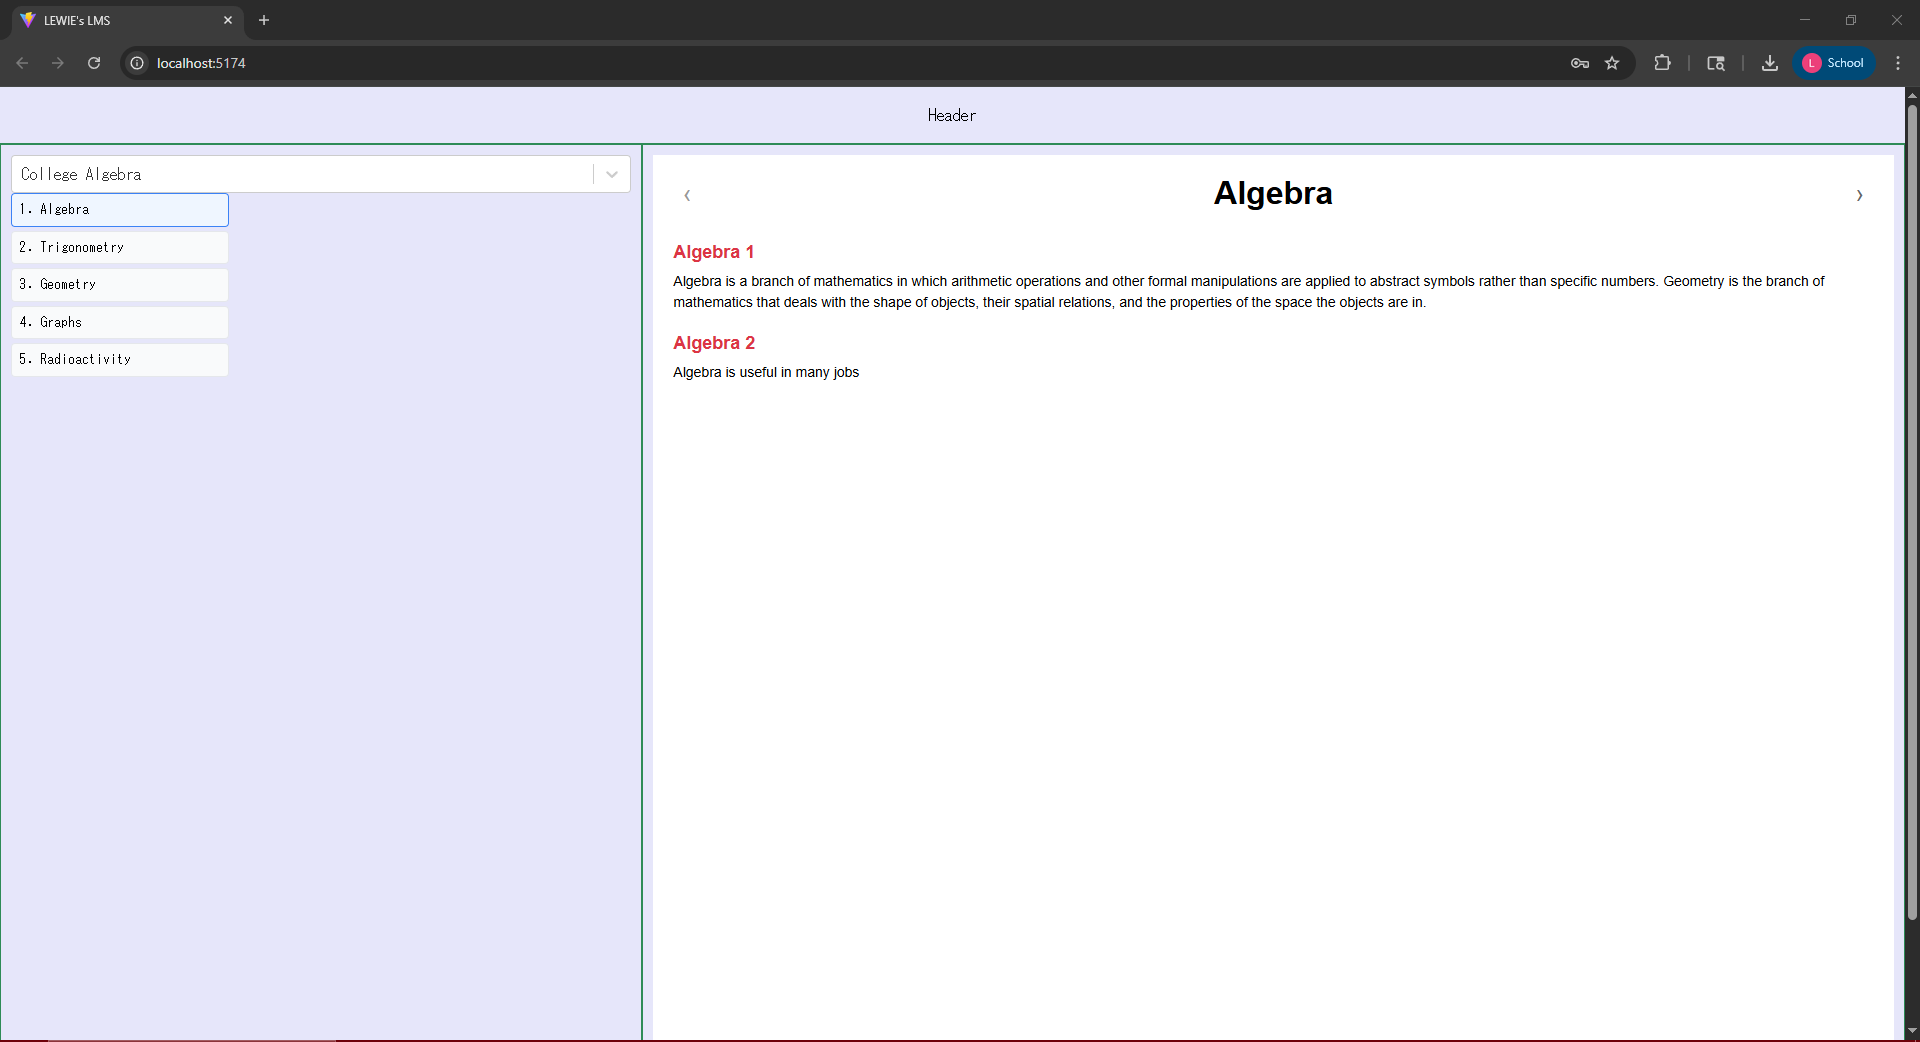 LEWIE's LMS
localhost:5174
L School
Header
College Algebra
1. Algebra
2. Trigonometry
3. Geometry
4. Graphs
5. Radioactivity
Algebra
Algebra 1
Algebra is a branch of mathematics in which arithmetic operations and other formal manipulations are applied to abstract symbols rather than specific numbers. Geometry is the branch of
mathematics that deals with the shape of objects, their spatial relations, and the properties of the space the objects are in.
Algebra 2
Algebra is useful in many jobs